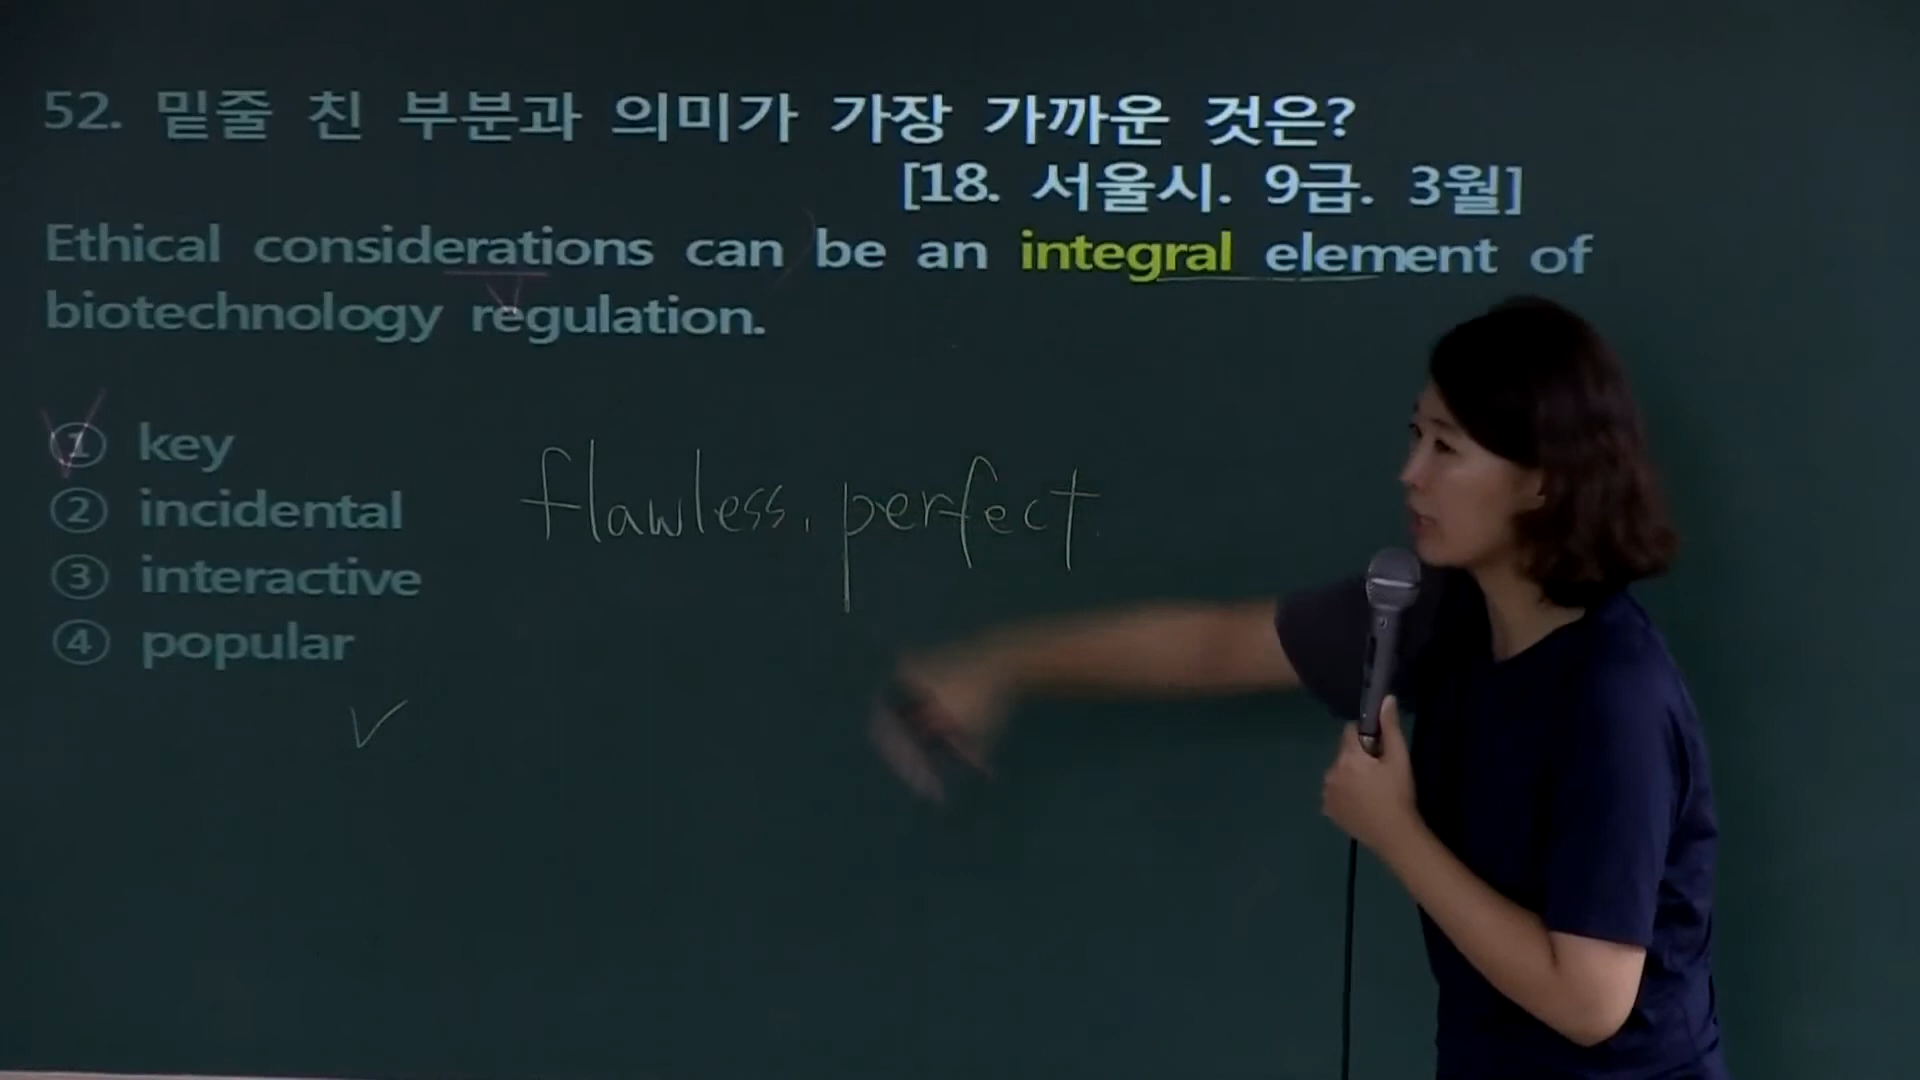 52. 밑줄 친 부분과 의미가 가장 가까운 것은?
[18. 서울시. 9급. 3월]
Ethical considerations can be an integral element of
biotechnology regulation.
① key
② incidental
③ interactive
④ popular
flawless. perfect.